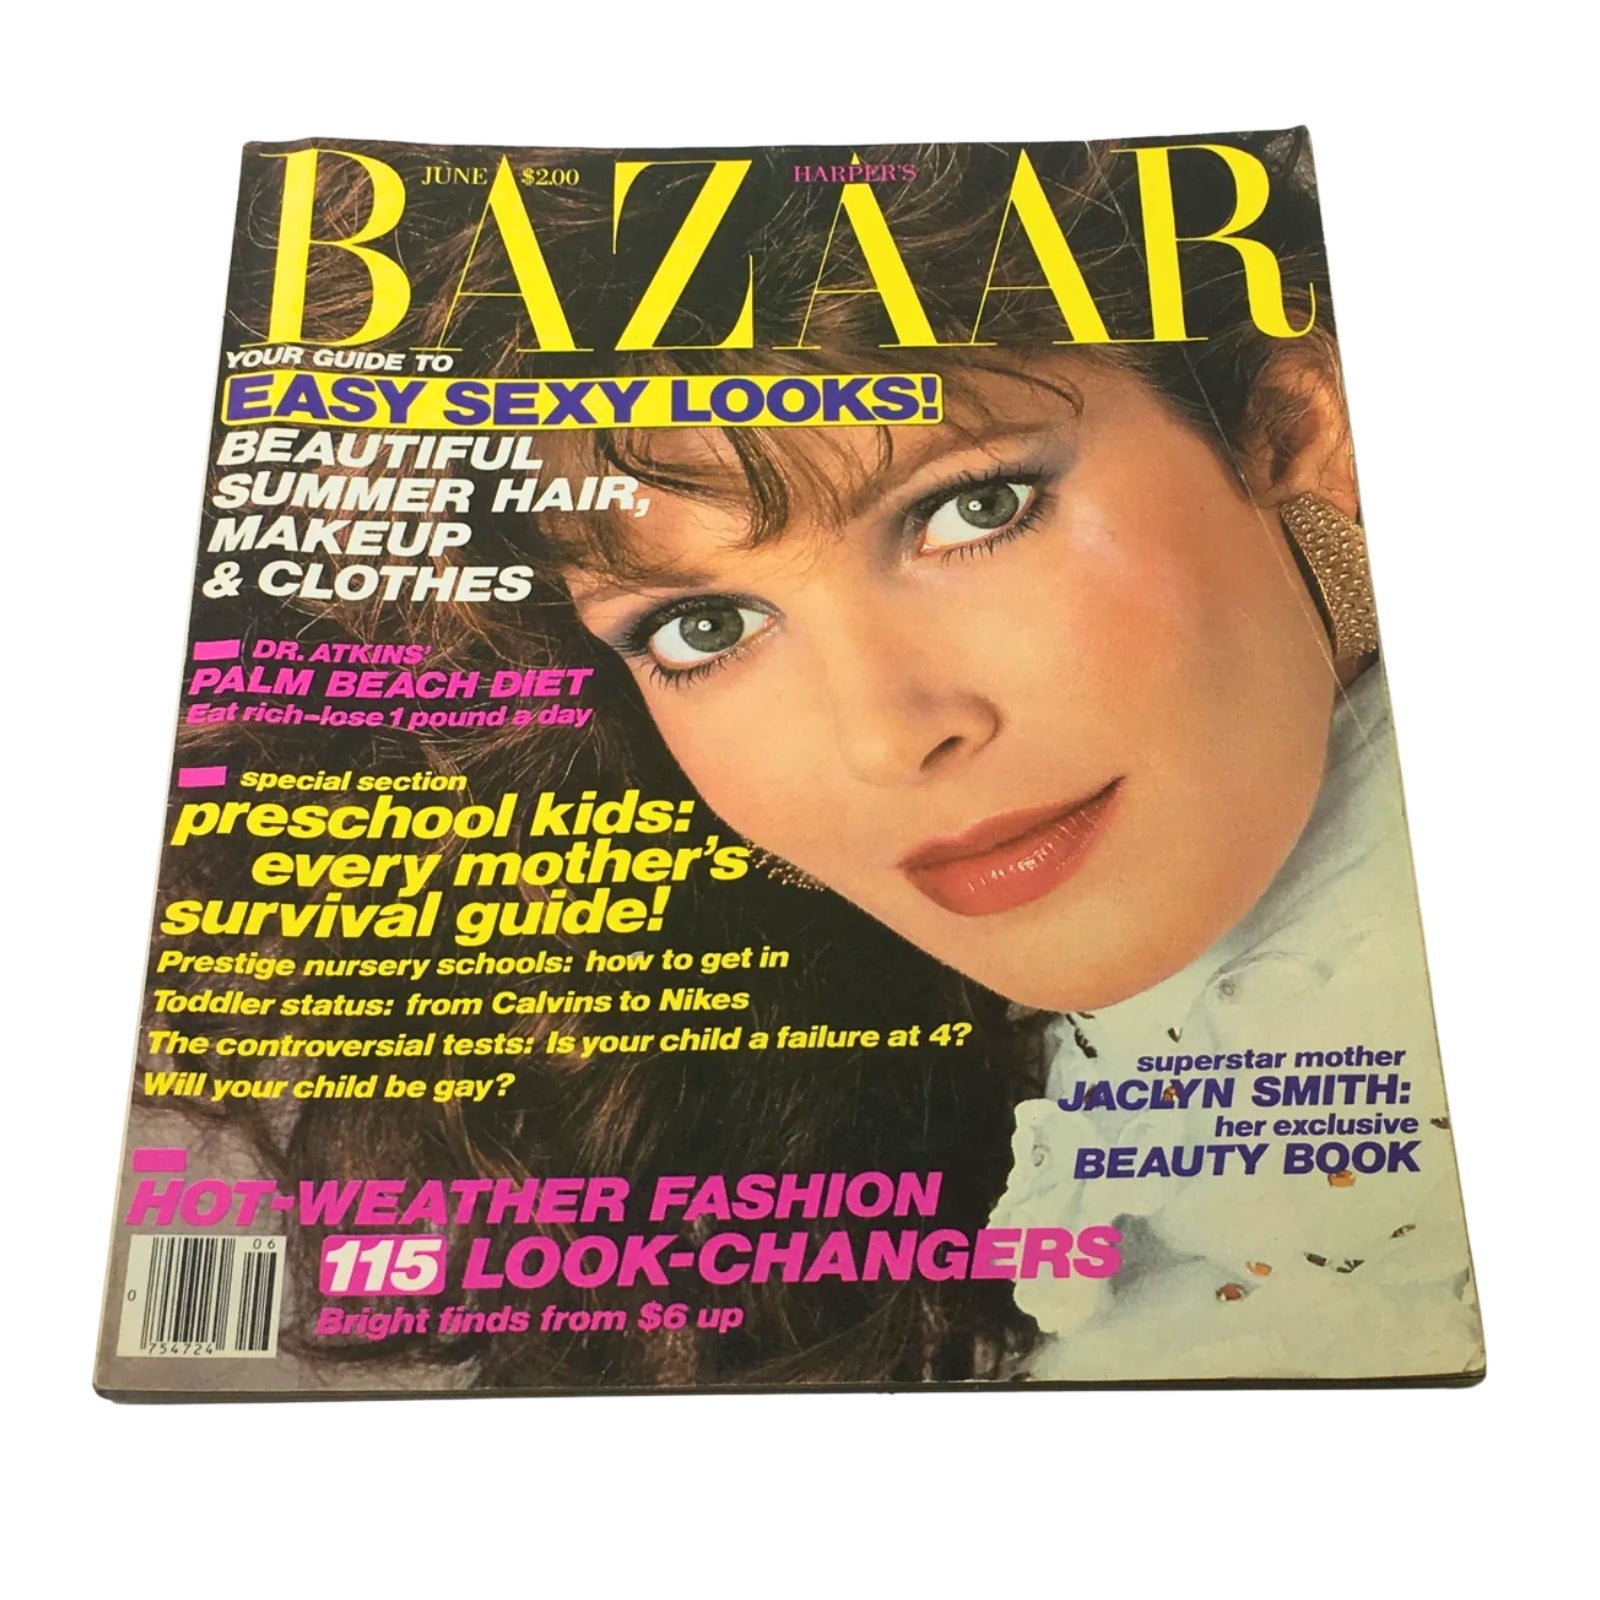 JUNE $2.00 HARPER'S
BAZAAR
YOUR GUIDE TO
EASY SEXY LOOKS!
BEAUTIFUL
SUMMER HAIR,
MAKEUP
& CLOTHES
DR. ATKINS'
PALM BEACH DIET
Eat rich-lose 1 pound a day
special section
preschool kids:
every mother's
survival guide!
Prestige nursery schools: how to get in
Toddler status: from Calvins to Nikes
The controversial tests: Is your child a failure at 4?
Will your child be gay?
superstar mother
JACLYN SMITH:
her exclusive
BEAUTY BOOK
HOT-WEATHER FASHION
115 LOOK-CHANGERS
Bright finds from $6 up
06
0
754724